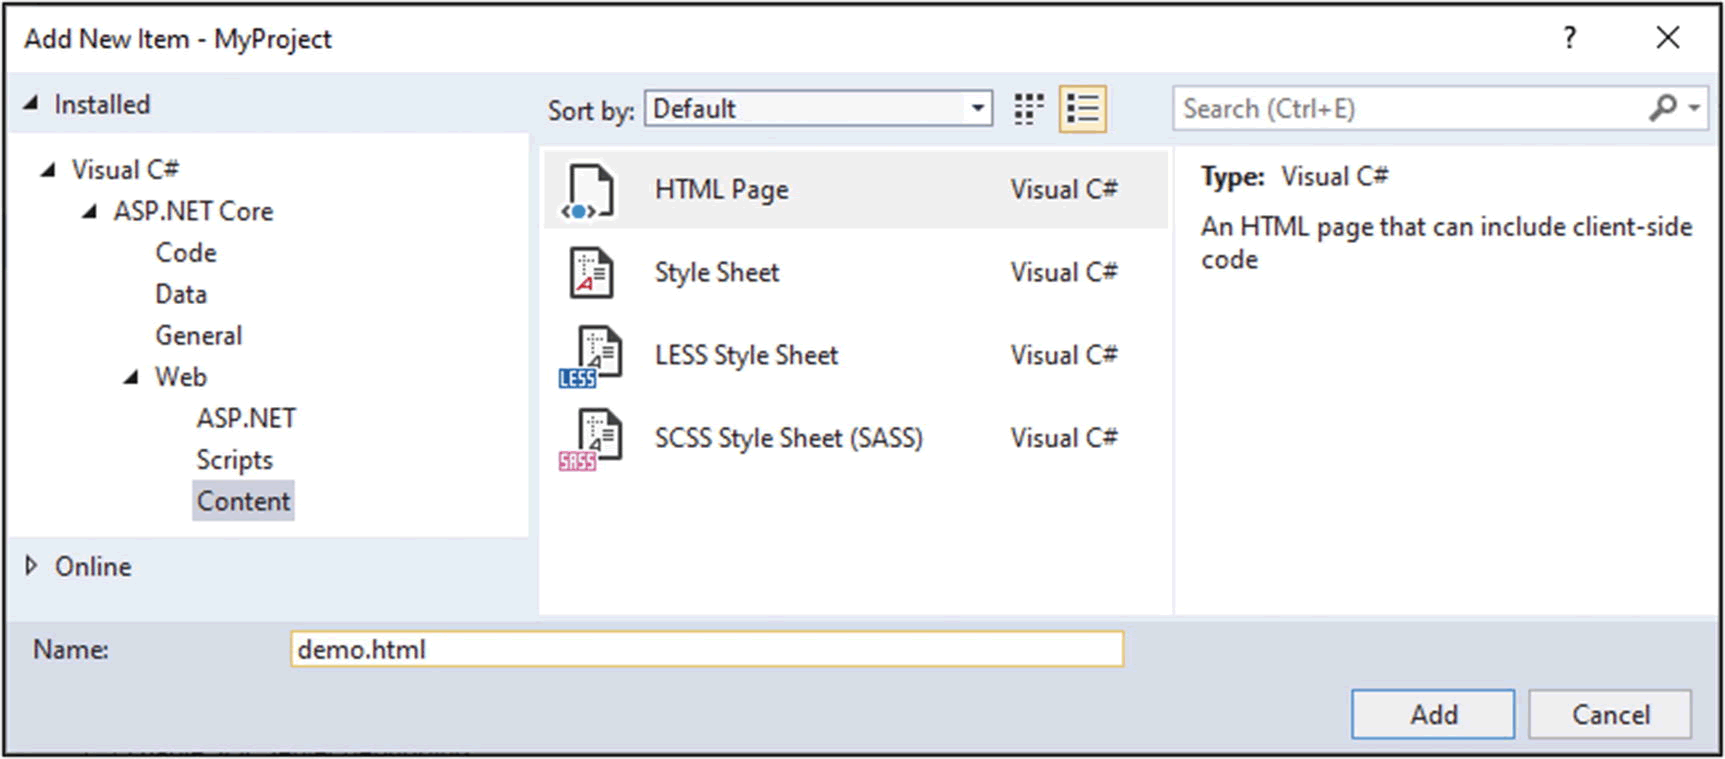 Add New Item - MyProject
?
Installed
Sort by: Default
Search (Ctrl+E)
Visual C#
ASP.NET Core
Code
Data
General
Web
ASP.NET
Scripts
Content
Online
HTML Page Visual C#
Style Sheet Visual C#
LESS
LESS Style Sheet Visual C#
SASS
SCSS Style Sheet (SASS) Visual C#
Type: Visual C#
An HTML page that can include client-side
code
Name: demo.html
Add
Cancel